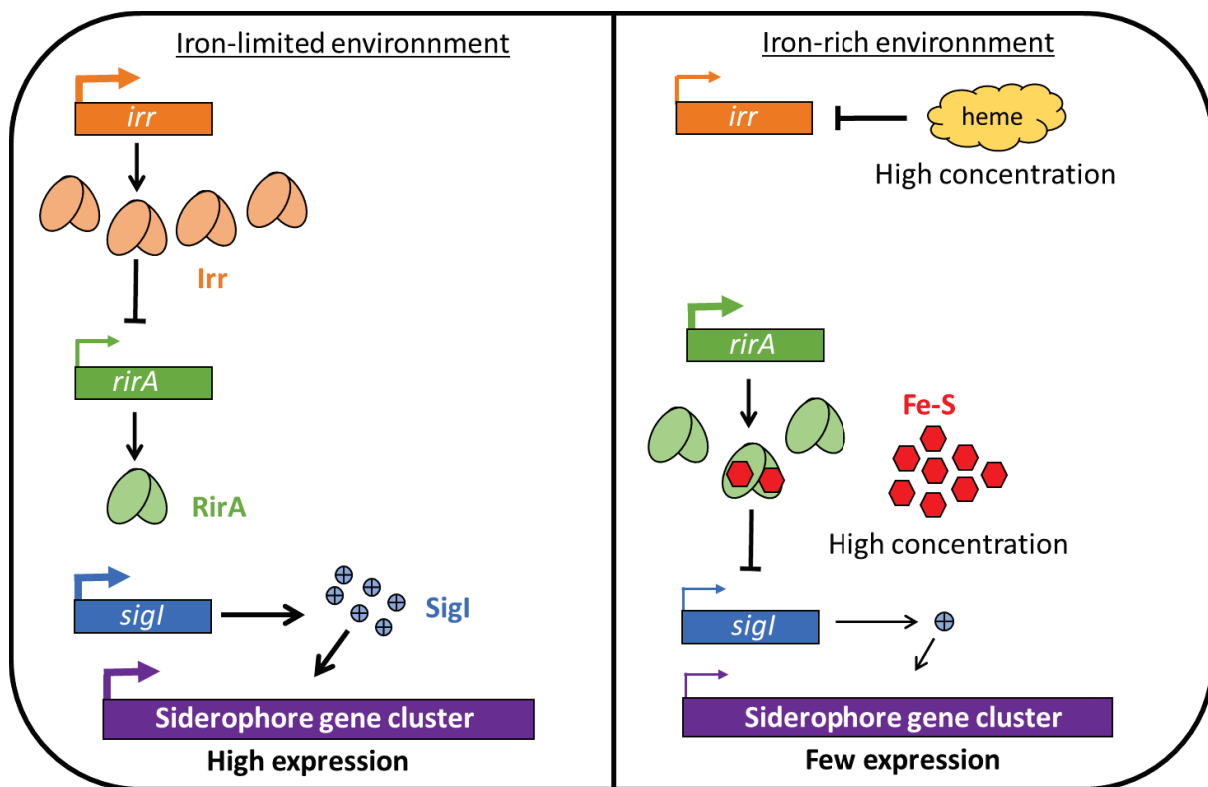 Iron-limited environnment
irr
Irr
rirA
RirA
sigI
SigI
Siderophore gene cluster
High expression
Iron-rich environnment
irr
heme
High concentration
rirA
Fe-S
High concentration
sigI
Siderophore gene cluster
Few expression